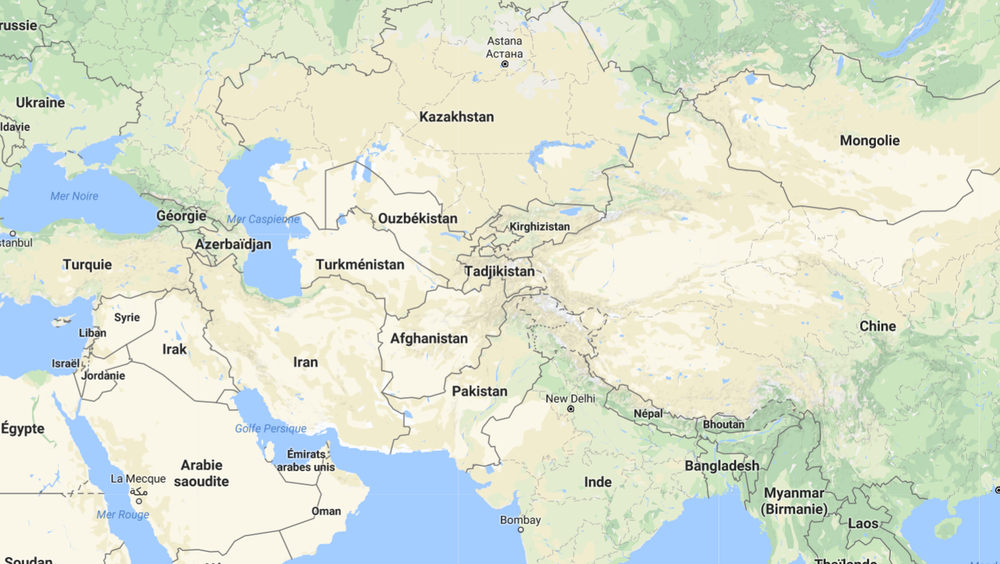 russie
Astana
Астана
Ukraine
Kazakhstan
ldavie
Mongolie
Mer Noire
Géorgie
Mer Caspienne
Ouzbékistan
Kirghizistan
stanbul
Azerbaïdjan
Turquie
Turkménistan
Tadjikistan
Syrie
Chine
Liban
Afghanistan
Irak
Israël
Iran
Jordanie
Pakistan
New Delhi
Népal
Bhoutan
Égypte
Golfe Persique
Émirats
arabes unis
Arabie
saoudite
Bangladesh
La Mecque
مكة
Inde
Myanmar
(Birmanie)
Oman
Mer Rouge
Bombay
Laos
Soudan
Thaïlande